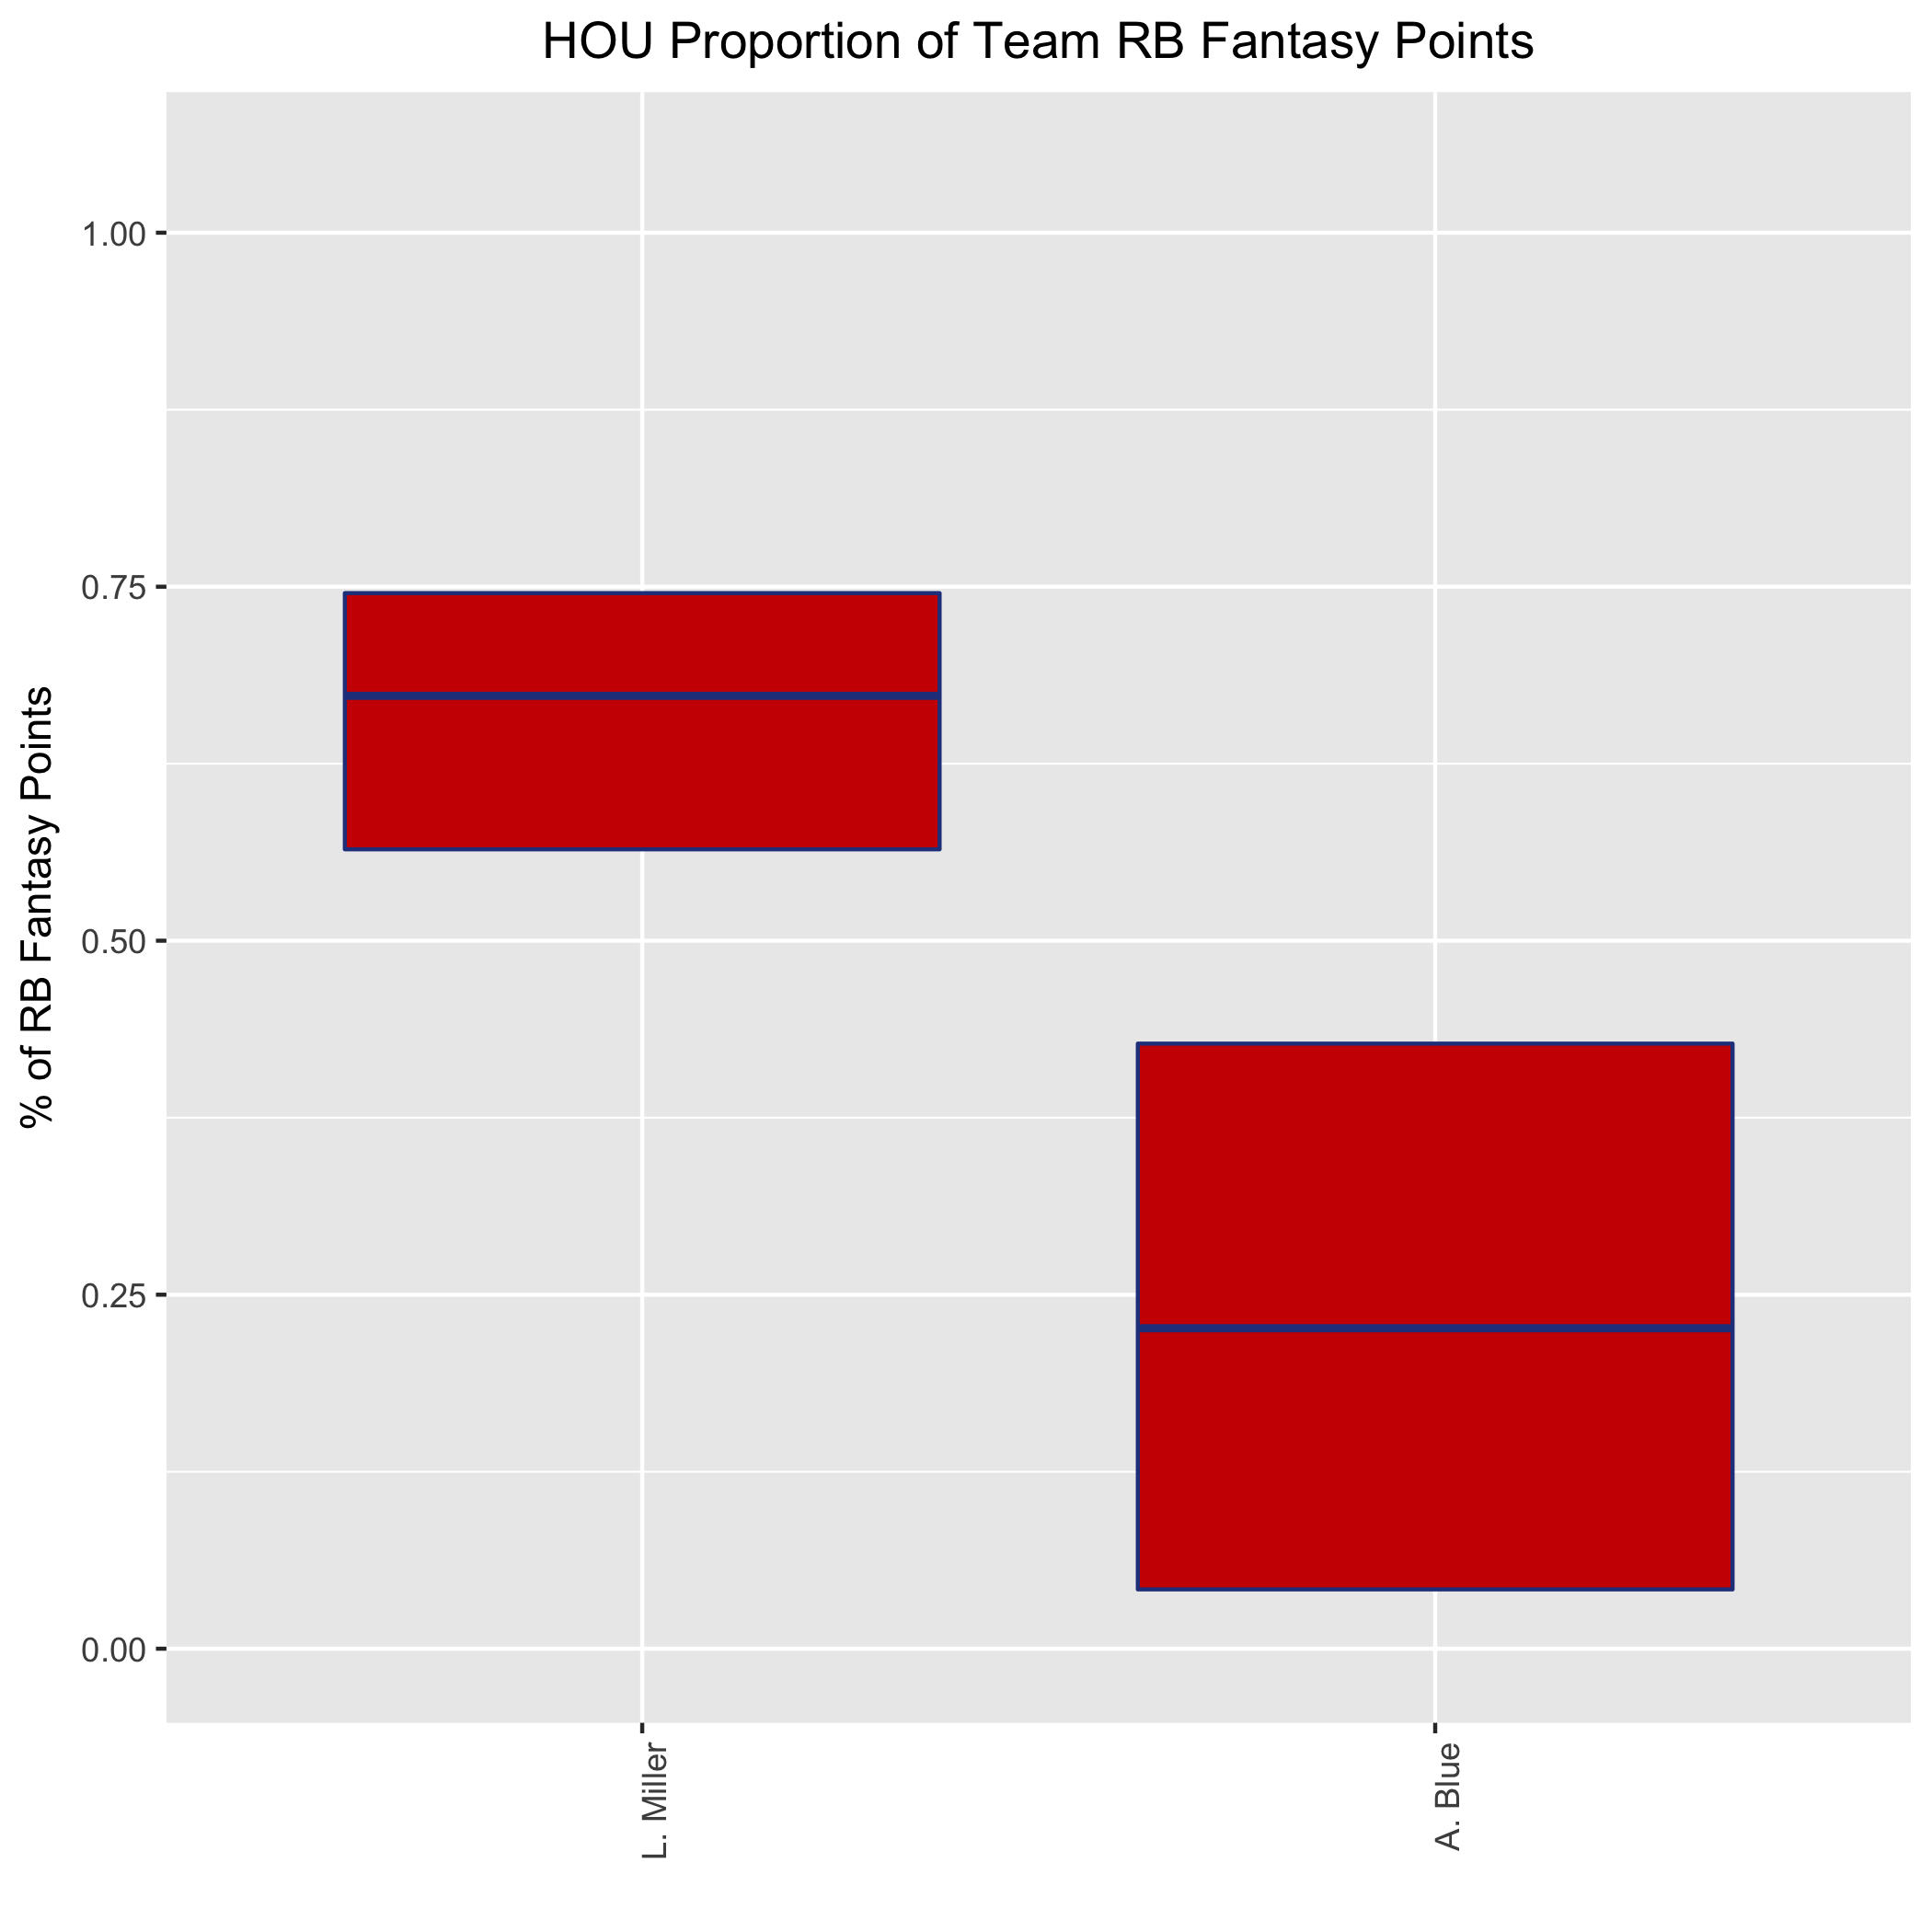 HOU Proportion of Team RB Fantasy Points
% of RB Fantasy Points
1.00
0.75
0.50
0.25
0.00
L. Miller
A. Blue